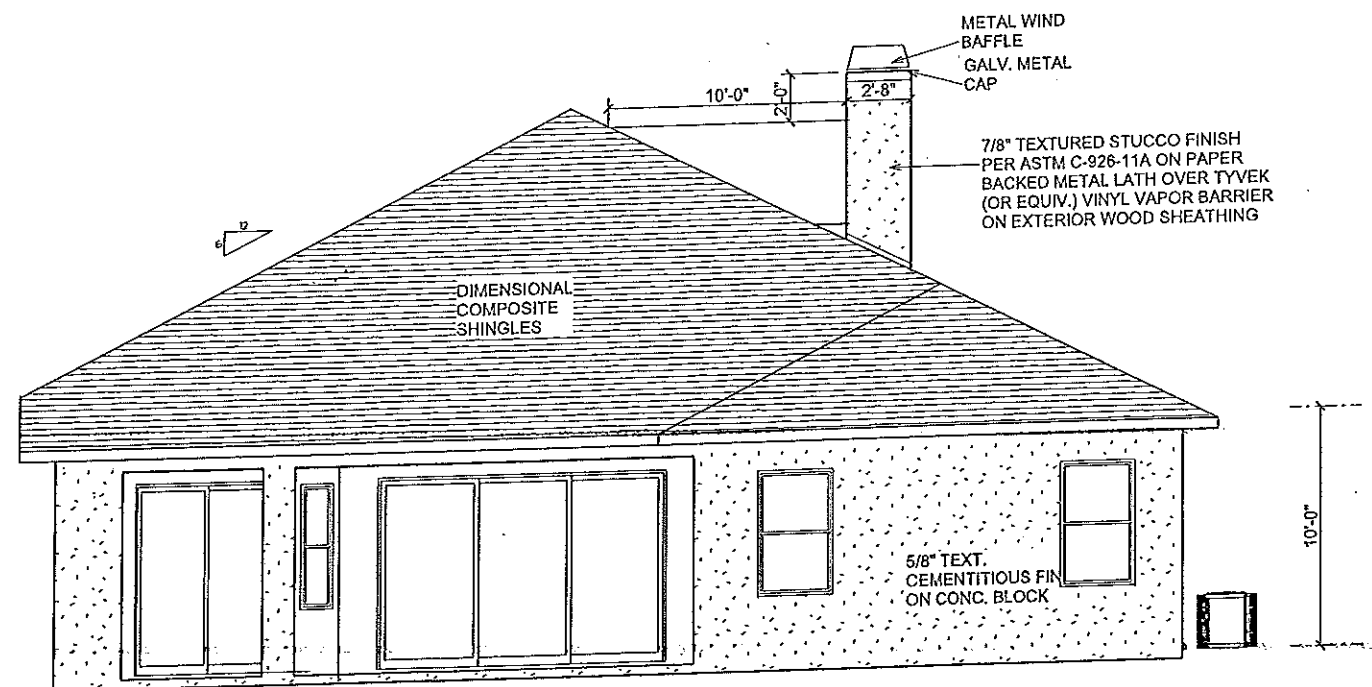 METAL WIND
BAFFLE
GALV. METAL
CAP
10'-0"
2'-0"
2'-8"
7/8" TEXTURED STUCCO FINISH
PER ASTM C-926-11A ON PAPER
BACKED METAL LATH OVER TYVEK
(OR EQUIV.) VINYL VAPOR BARRIER
ON EXTERIOR WOOD SHEATHING
12
6
DIMENSIONAL
COMPOSITE
SHINGLES
10'-0"
5/8" TEXT.
CEMENTITIOUS FIN
ON CONC. BLOCK